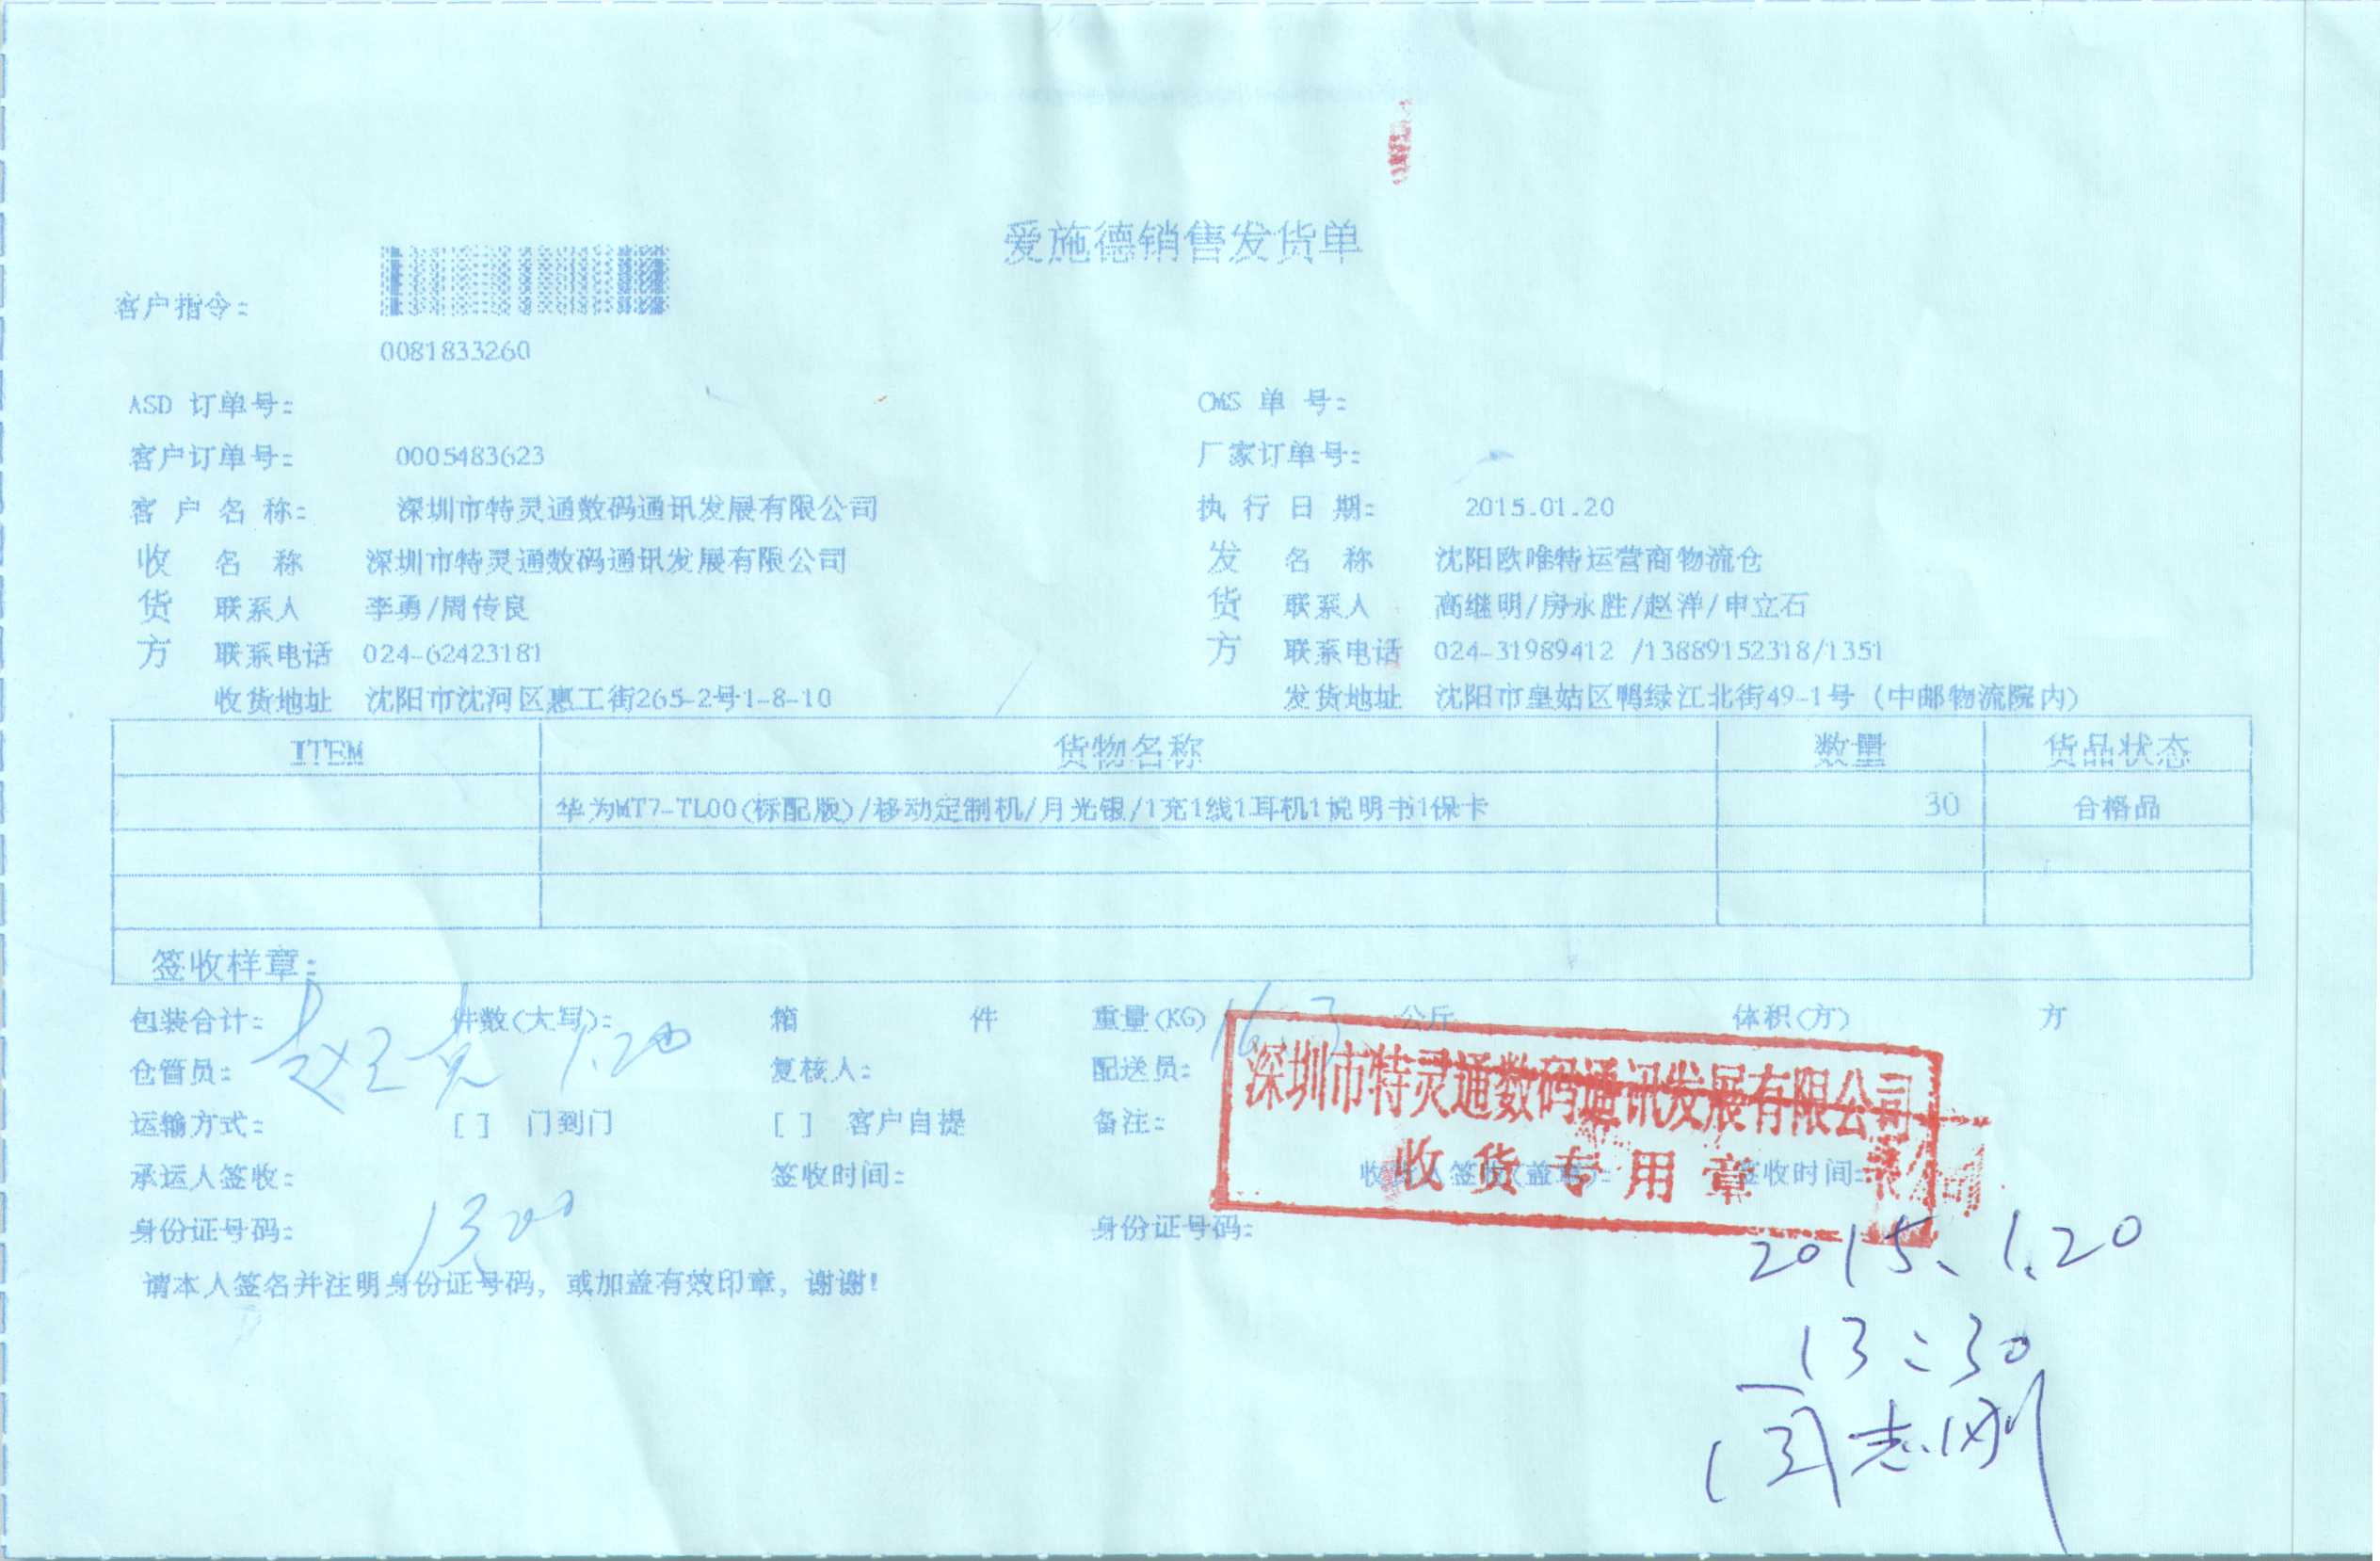 爱施德销售发货单
客户指令:
0081833260
ASD 订单号: CMS 单 号:
客户订单号: 0005483623 厂家订单号:
客 户 名 称: 深圳市特灵通数码通讯发展有限公司 执 行 日 期: 2015.01.20
收 名 称 深圳市特灵通数码通讯发展有限公司 发 名 称 沈阳欧唯特运营商物流仓
货 联系人 李勇/周传良 货 联系人 高继明/房永胜/赵洋/申立石
方 联系电话 024-62423181 方 联系电话 024-31989412 /13889152318/1351
收货地址 沈阳市沈河区惠工街265-2号1-8-10 发货地址 沈阳市皇姑区鸭绿江北街49-1号 (中邮物流院内)
ITEM 货物名称 数量 货品状态
华为MT7-TL00(标配版)/移动定制机/月光银/1充1线1耳机1说明书1保卡 30 合格品
签收样章:
包装合计: 件数(大写): 箱 件 重量(KG) 公斤 体积(方) 方
仓管员: 1.20 复核人: 配送员:
深圳市特灵通数码通讯发展有限公司
运输方式: [ ] 门到门 [ ] 客户自提 备注:
收货专用章
承运人签收: 签收时间: 收货人签收(盖章): 签收时间:
身份证号码: 1300 身份证号码:
2015、1.20
请本人签名并注明身份证号码, 或加盖有效印章, 谢谢!
13:30
闫志刚